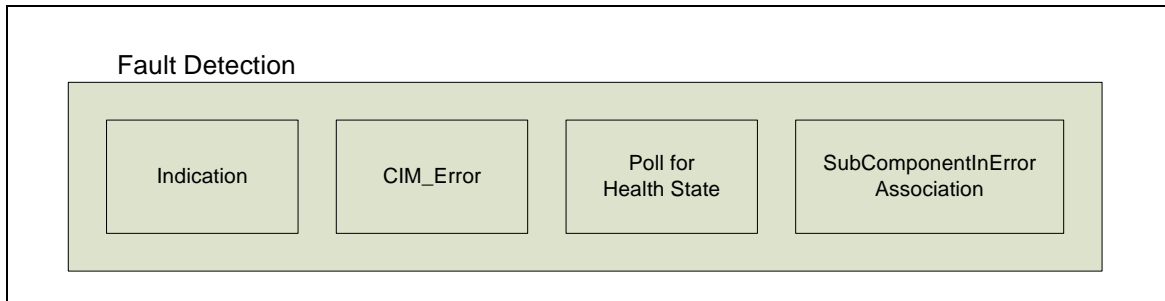 Fault Detection
Indication
CIM_Error
Poll for
Health State
SubComponentInError
Association